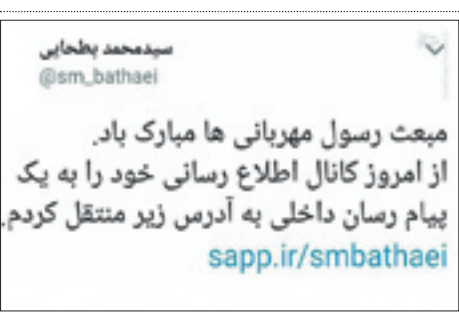 سیدمحمد بطحایی
@sm_bathaei
مبعث رسول مهربانی ها مبارک باد.
از امروز کانال اطلاع رسانی خود را به یک
پیام رسان داخلی به آدرس زیر منتقل کردم.
sapp.ir/smbathaei